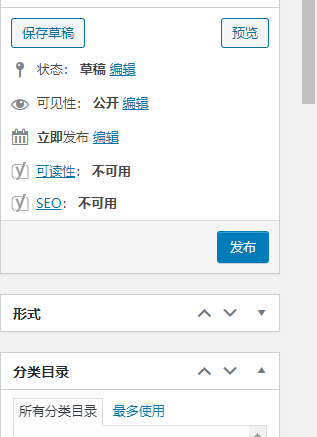 保存草稿 预览
状态： 草稿 编辑
可见性： 公开 编辑
立即发布 编辑
可读性： 不可用
SEO： 不可用
发布
形式
分类目录
所有分类目录 最多使用